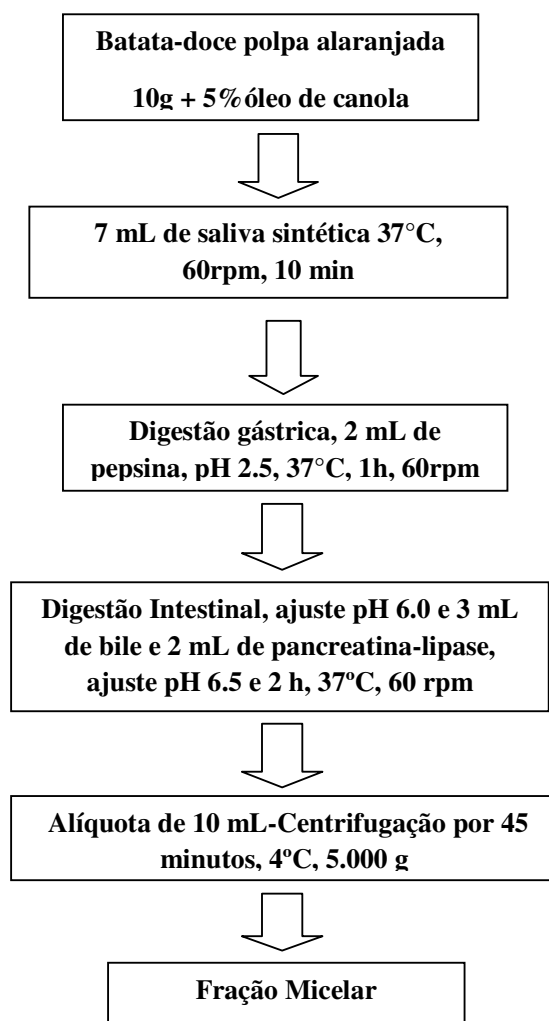 Batata-doce polpa alaranjada
10g + 5% óleo de canola
7 mL de saliva sintética 37°C,
60rpm, 10 min
Digestão gástrica, 2 mL de
pepsina, pH 2.5, 37°C, 1h, 60rpm
Digestão Intestinal, ajuste pH 6.0 e 3 mL
de bile e 2 mL de pancreatina-lipase,
ajuste pH 6.5 e 2 h, 37ºC, 60 rpm
Alíquota de 10 mL-Centrifugação por 45
minutos, 4ºC, 5.000 g
Fração Micelar